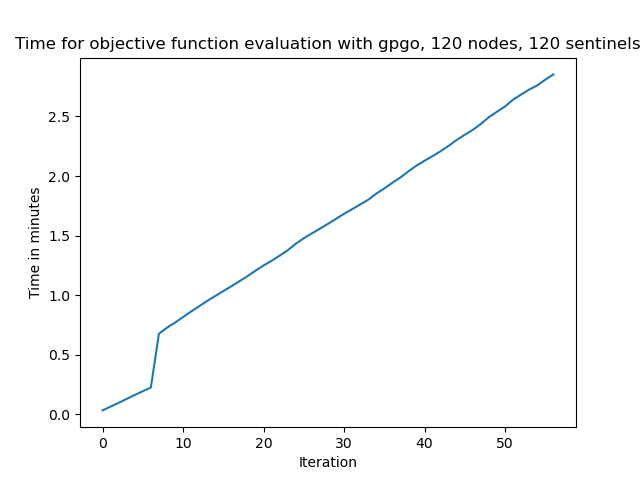 Time for objective function evaluation with gpgo, 120 nodes, 120 sentinels
2.5
2.0
1.5
1.0
0.5
0.0
Time in minutes
0 10 20 30 40 50
Iteration